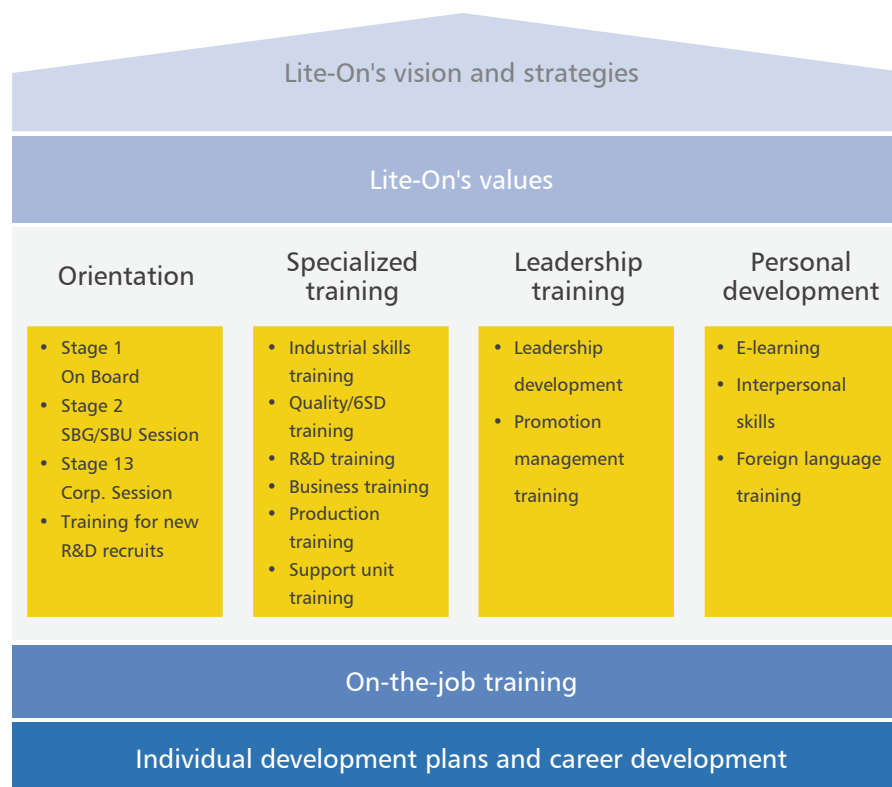 Lite-On's vision and strategies
Lite-On's values
Orientation
• Stage 1
On Board
• Stage 2
SBG/SBU Session
• Stage 13
Corp. Session
• Training for new
R&D recruits
Specialized
training
• Industrial skills
training
• Quality/6SD
training
• R&D training
• Business training
• Production
training
• Support unit
training
Leadership
training
• Leadership
development
• Promotion
management
training
Personal
development
• E-learning
• Interpersonal
skills
• Foreign language
training
On-the-job training
Individual development plans and career development